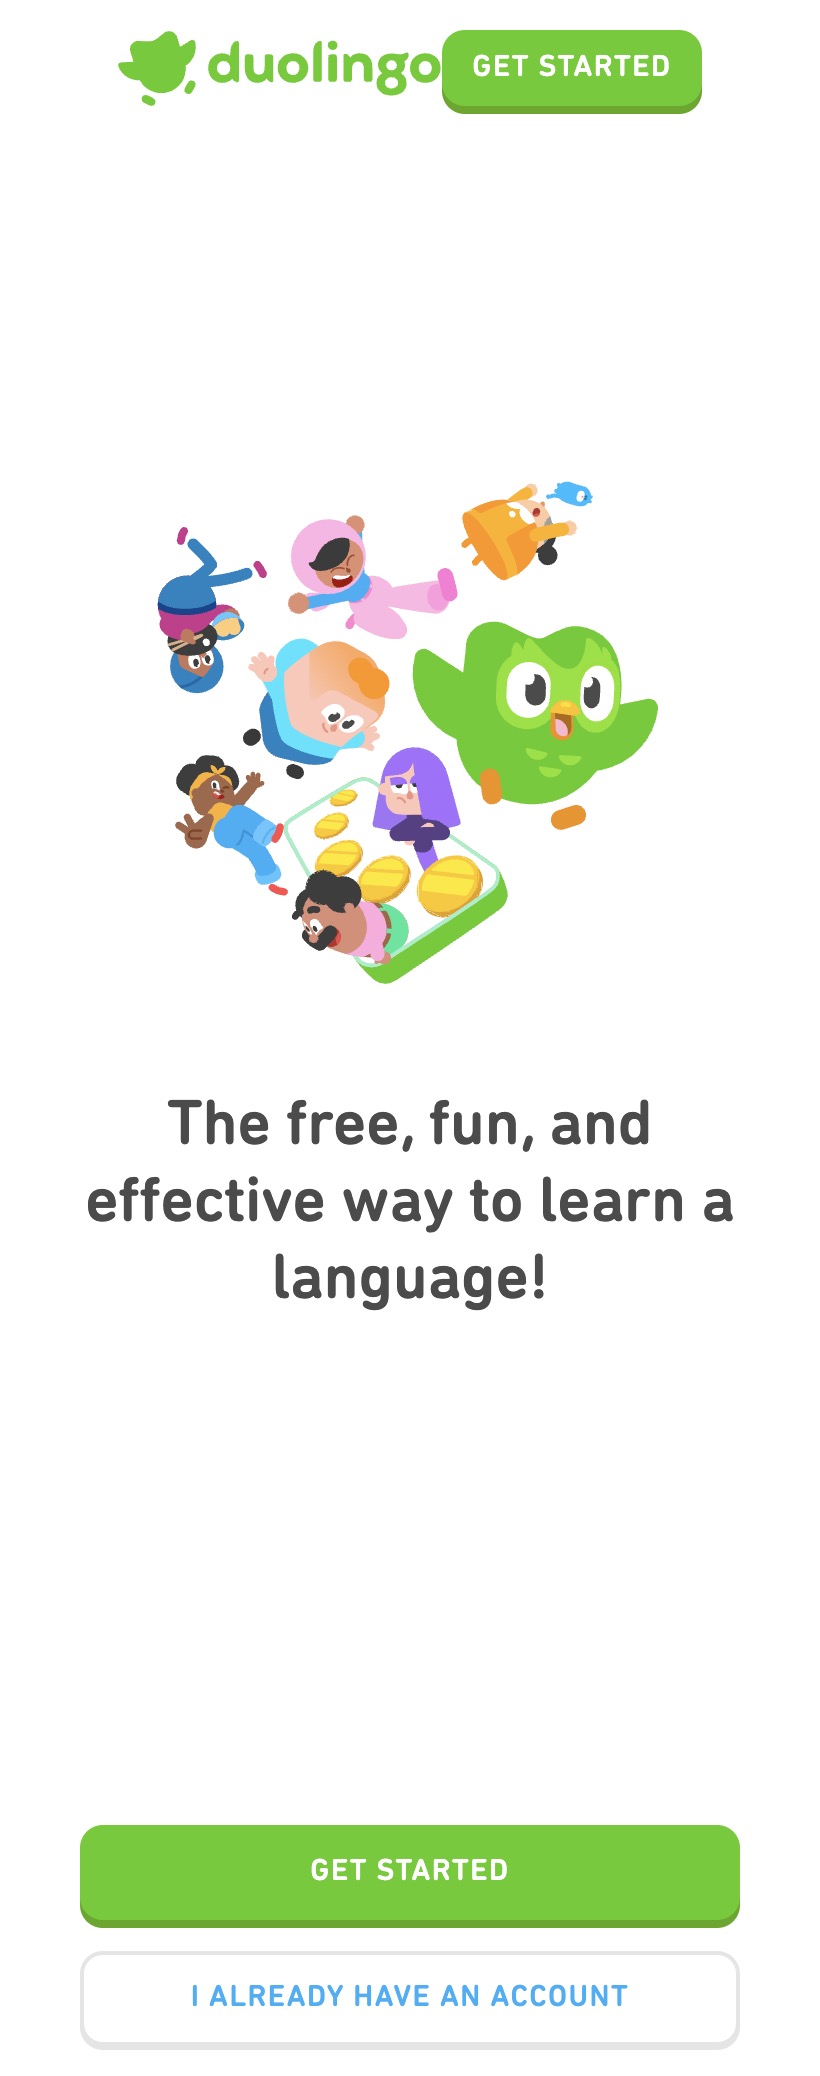 duolingo
GET STARTED
The free, fun, and
effective way to learn a
language!
GET STARTED
I ALREADY HAVE AN ACCOUNT